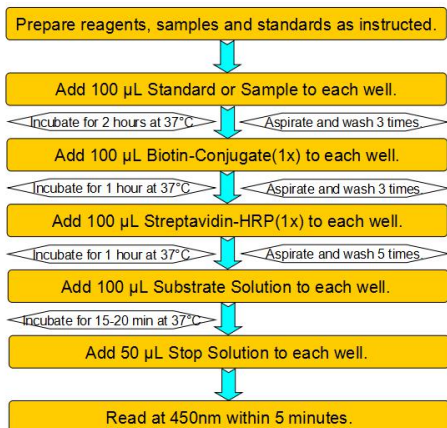 Prepare reagents, samples and standards as instructed.
Add 100 µL Standard or Sample to each well.
Incubate for 2 hours at 37°C
Aspirate and wash 3 times.
Add 100 µL Biotin-Conjugate(1x) to each well.
Incubate for 1 hour at 37°C
Aspirate and wash 3 times.
Add 100 µL Streptavidin-HRP(1x) to each well.
Incubate for 1 hour at 37°C
Aspirate and wash 5 times.
Add 100 µL Substrate Solution to each well.
Incubate for 15-20 min at 37°C
Add 50 µL Stop Solution to each well.
Read at 450nm within 5 minutes.